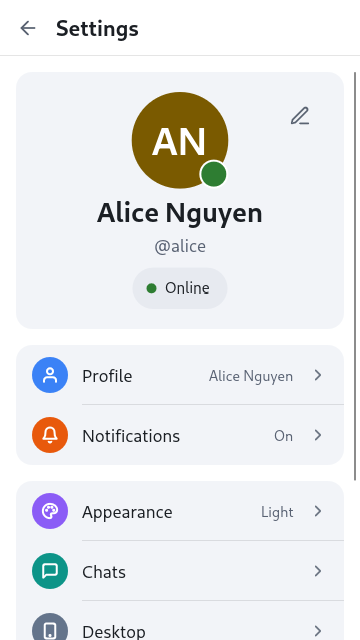 Settings
AN
Alice Nguyen
@alice
Online
Profile Alice Nguyen
Notifications On
Appearance Light
Chats
Desktop